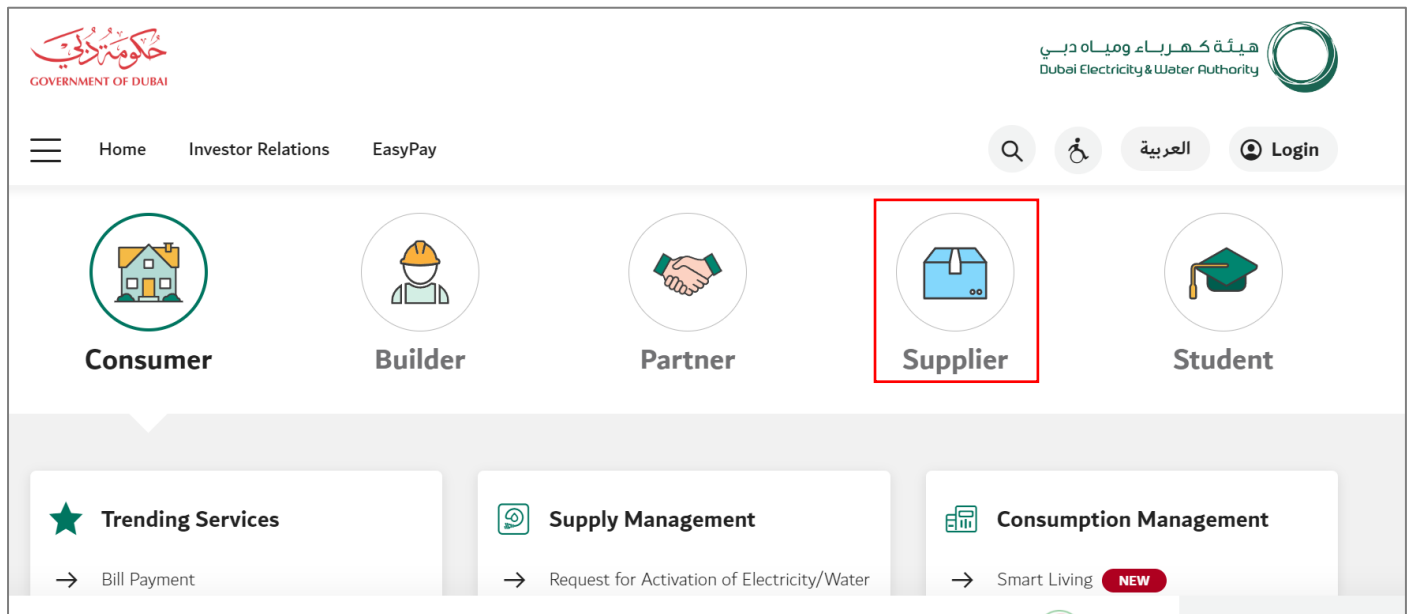 حكومة دبي
GOVERNMENT OF DUBAI
هيئة كهرباء ومياه دبي
Dubai Electricity & Water Authority
Home
Investor Relations
EasyPay
العربية
Login
Consumer
Builder
Partner
Supplier
Student
Trending Services
Supply Management
Consumption Management
Bill Payment
Request for Activation of Electricity/Water
Smart Living NEW